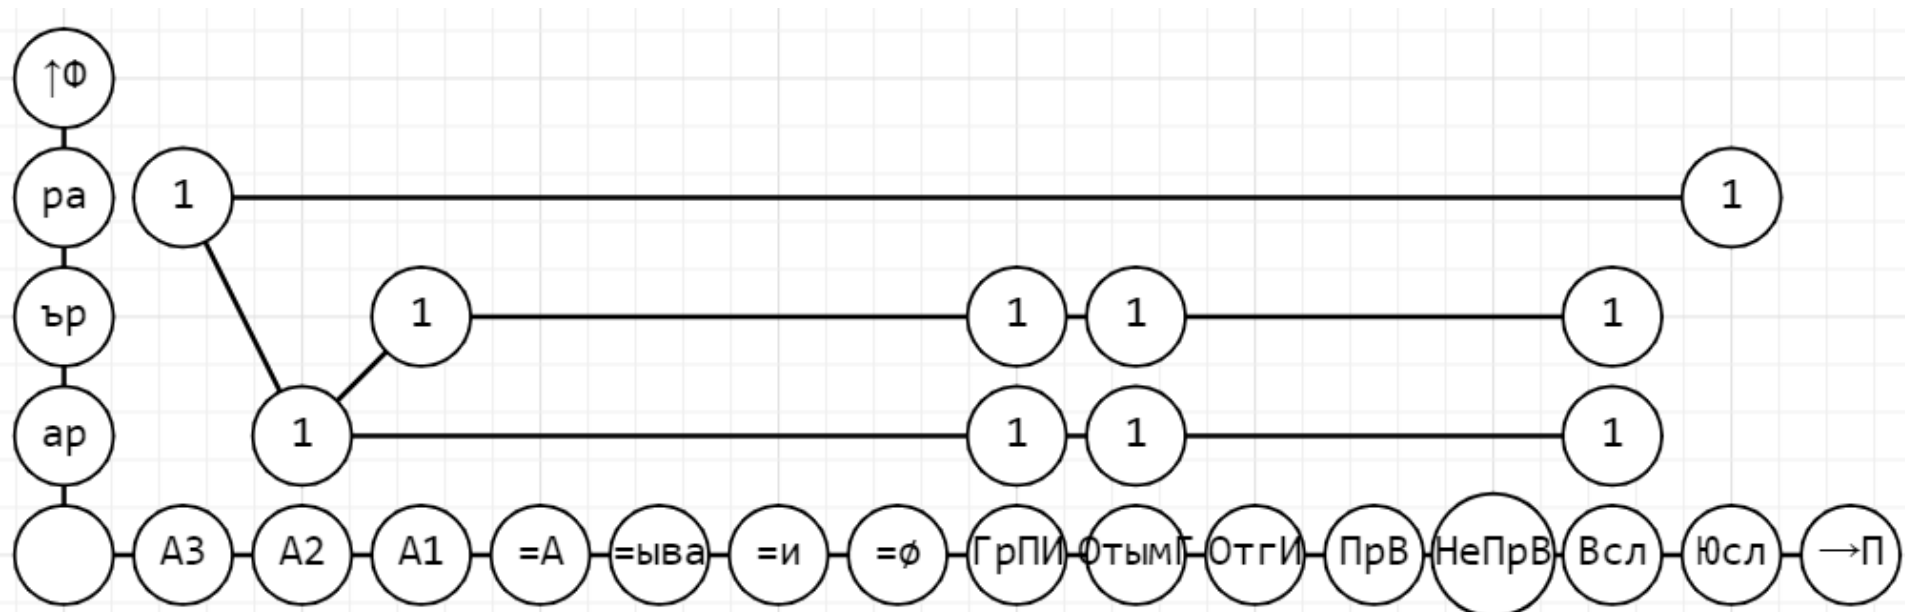 ↑Ф
ра 1 1
ър 1 1 1 1
ар 1 1 1 1
А3 А2 А1 =А =ыва =и =ø ГрПИ ОтымГ ОтгИ ПрВ НеПрВ Всл Юсл →П